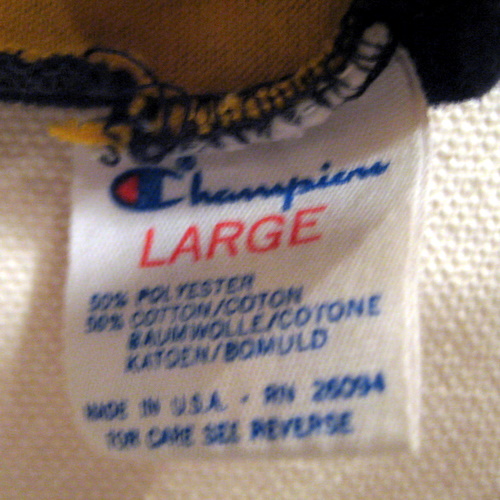 Champion
LARGE
50% POLYESTER
50% COTTON/COTON
BAUMWOLLE/COTONE
KATOEN/BOMULD
MADE IN U.S.A. - RN 26094
FOR CARE SEE REVERSE